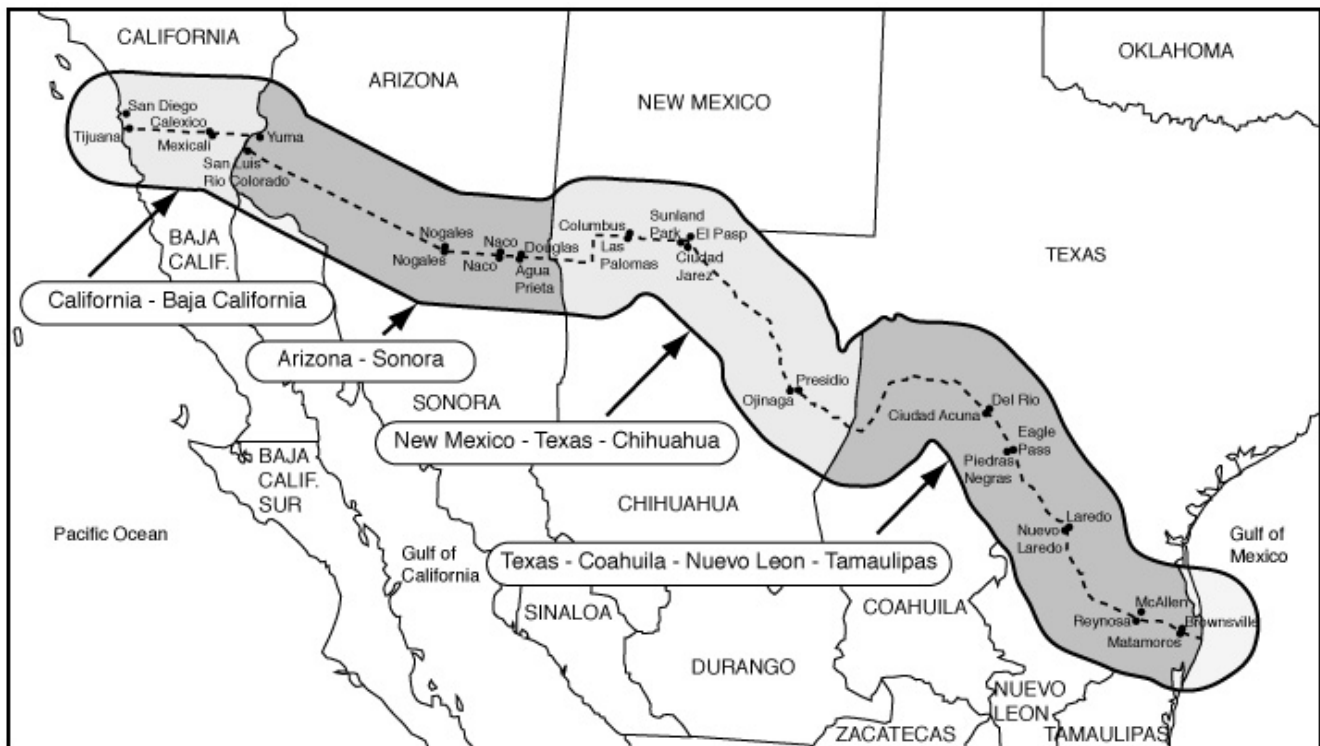 CALIFORNIA
ARIZONA
NEW MEXICO
OKLAHOMA
TEXAS
San Diego
Calexico
Tijuana
Mexicali
Yuma
San Luis
Rio Colorado
BAJA
CALIF.
Nogales
Nogales
Naco
Naco
Douglas
Agua
Prieta
Columbus
Las
Palomas
Sunland
Park
El Pasp
Ciudad
Jarez
California - Baja California
Arizona - Sonora
SONORA
New Mexico - Texas - Chihuahua
Ojinaga
Presidio
Ciudad Acuna
Del Rio
Eagle
Pass
Piedras
Negras
BAJA
CALIF.
SUR
CHIHUAHUA
Pacific Ocean
Gulf of
California
Texas - Coahuila - Nuevo Leon - Tamaulipas
Laredo
Nuevo
Laredo
Gulf of
Mexico
SINALOA
COAHUILA
McAllen
Reynosa
Brownsville
Matamoros
DURANGO
NUEVO
LEON
ZACATECAS
TAMAULIPAS